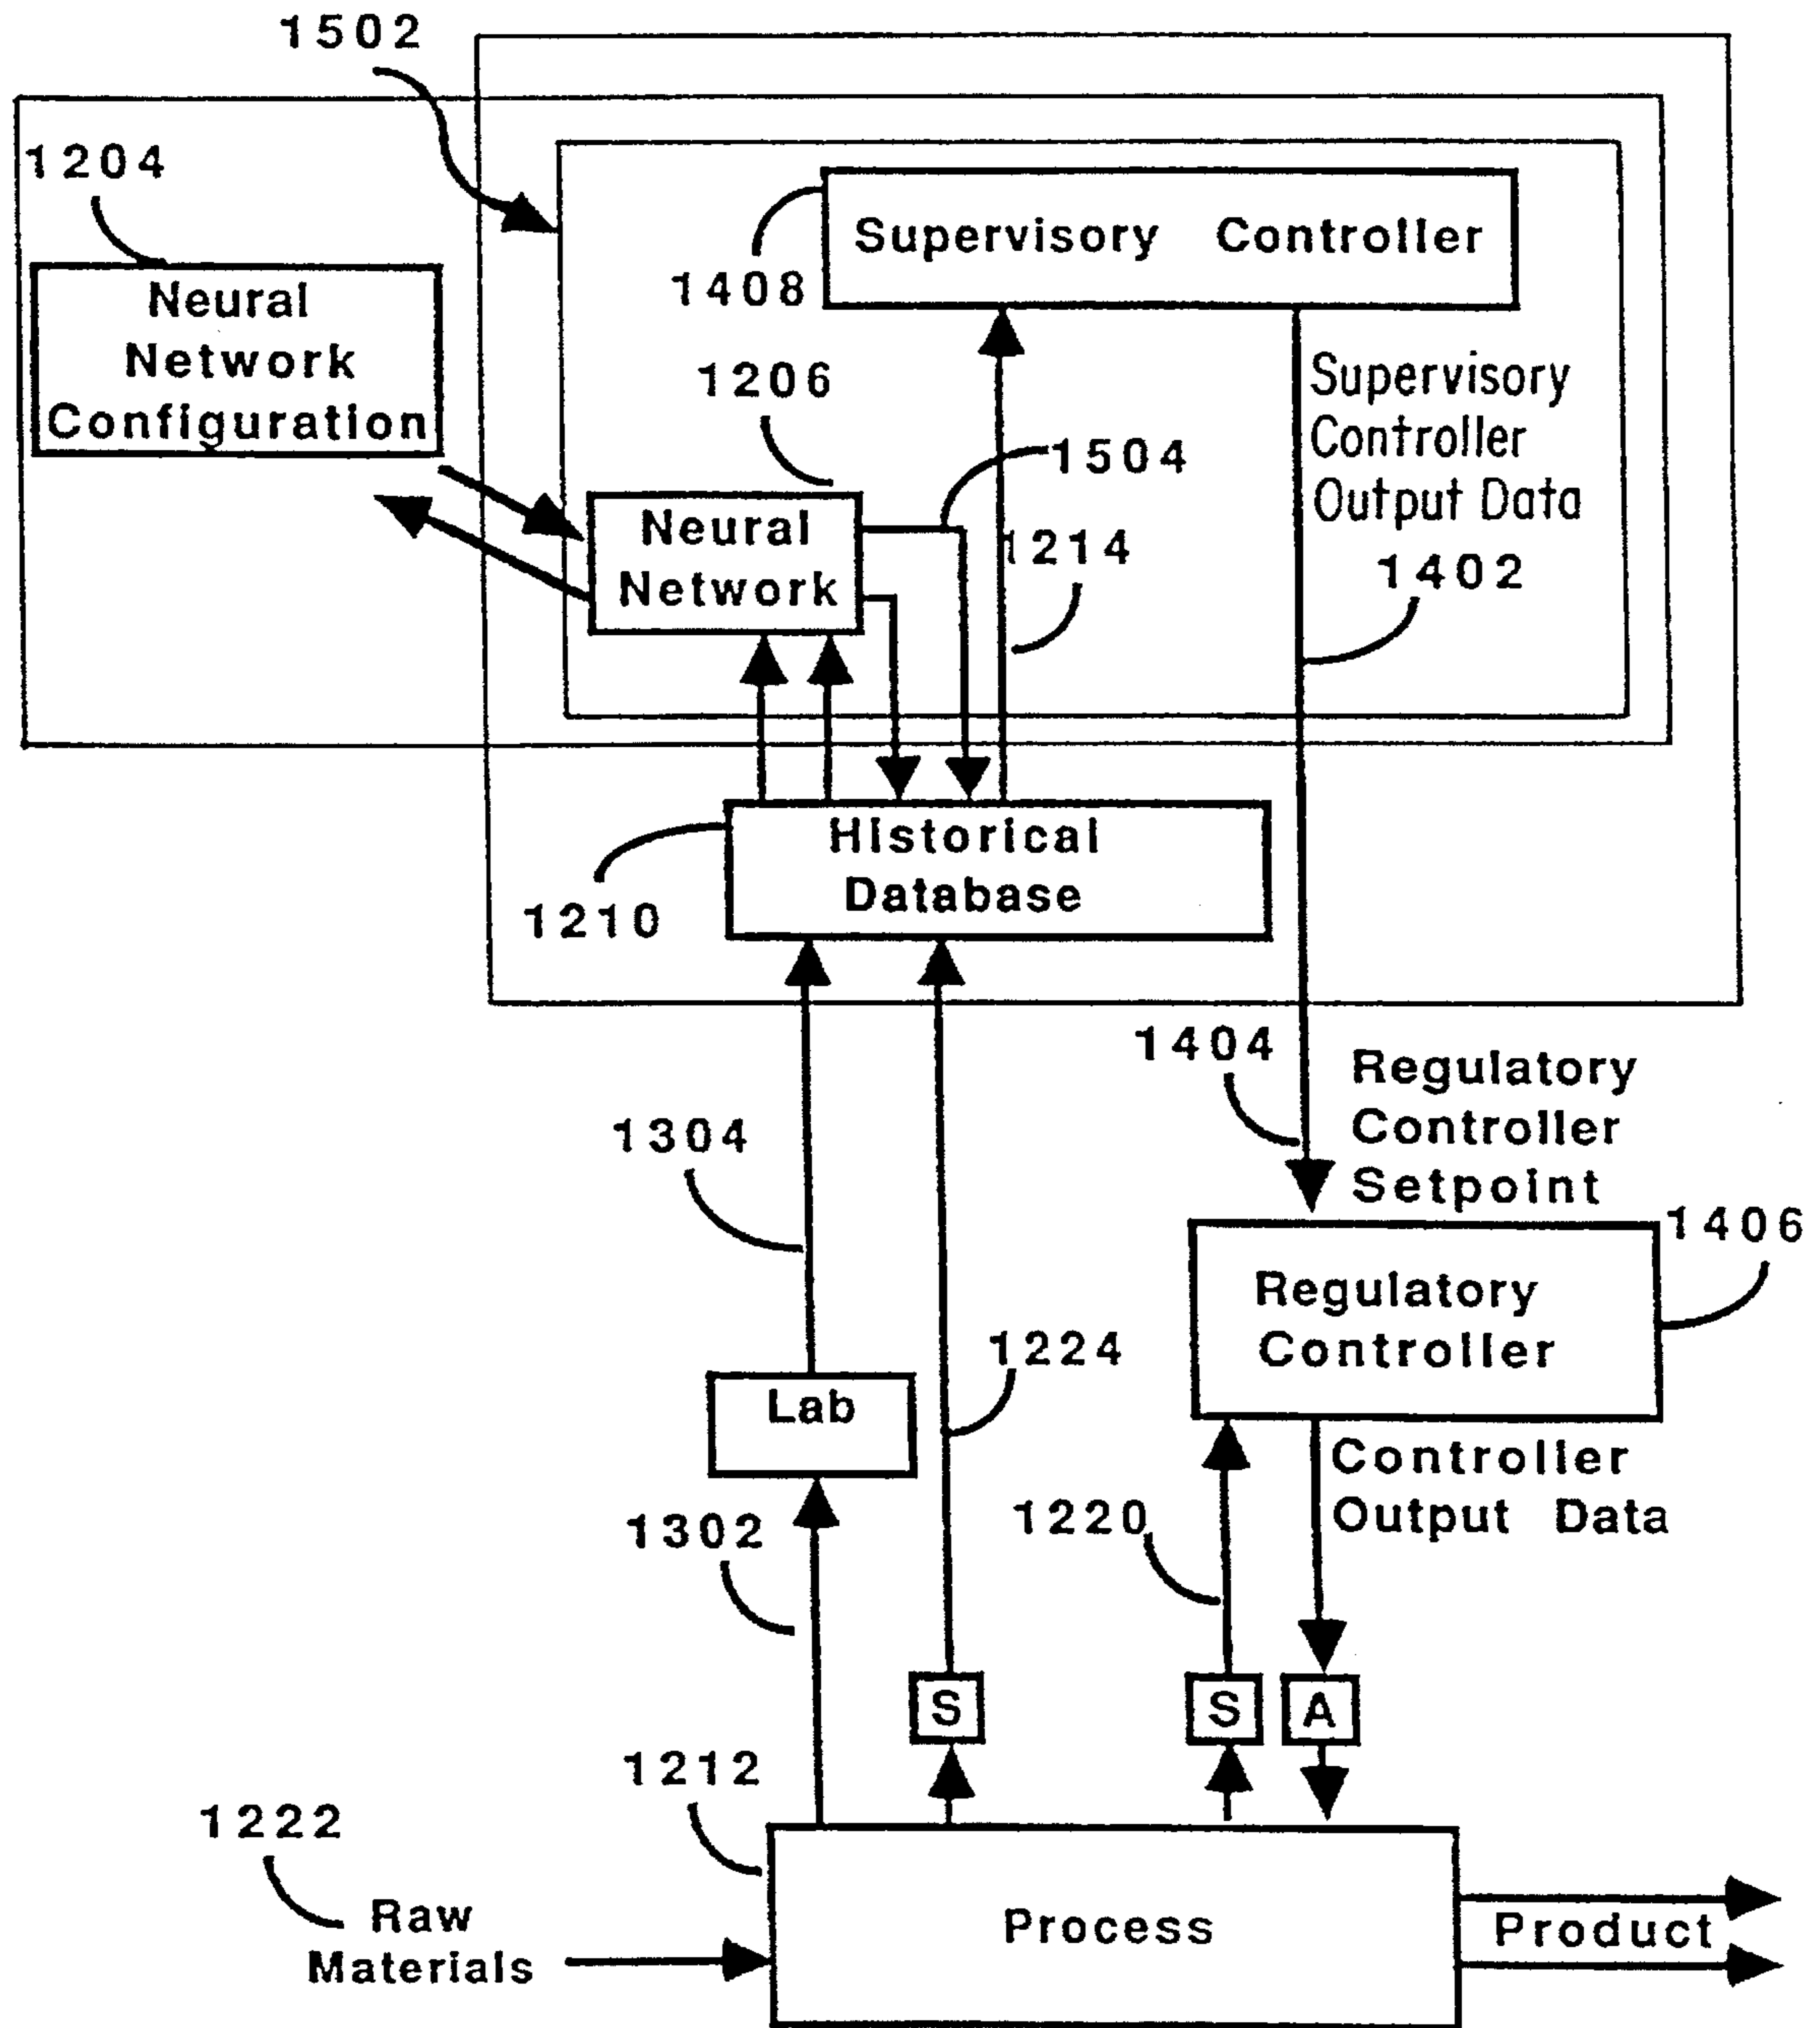 1502
1204
Supervisory Controller
1408
Neural
Network
Configuration
1206
Supervisory
Controller
Output Data
1504
Neural
Network
1214
1402
Historical
Database
1210
1404
Regulatory
Controller
Setpoint
1304
1406
Regulatory
Controller
1224
Lab
Controller
Output Data
1302
1220
S
S
A
1212
1222
Raw
Materials
Process
Product